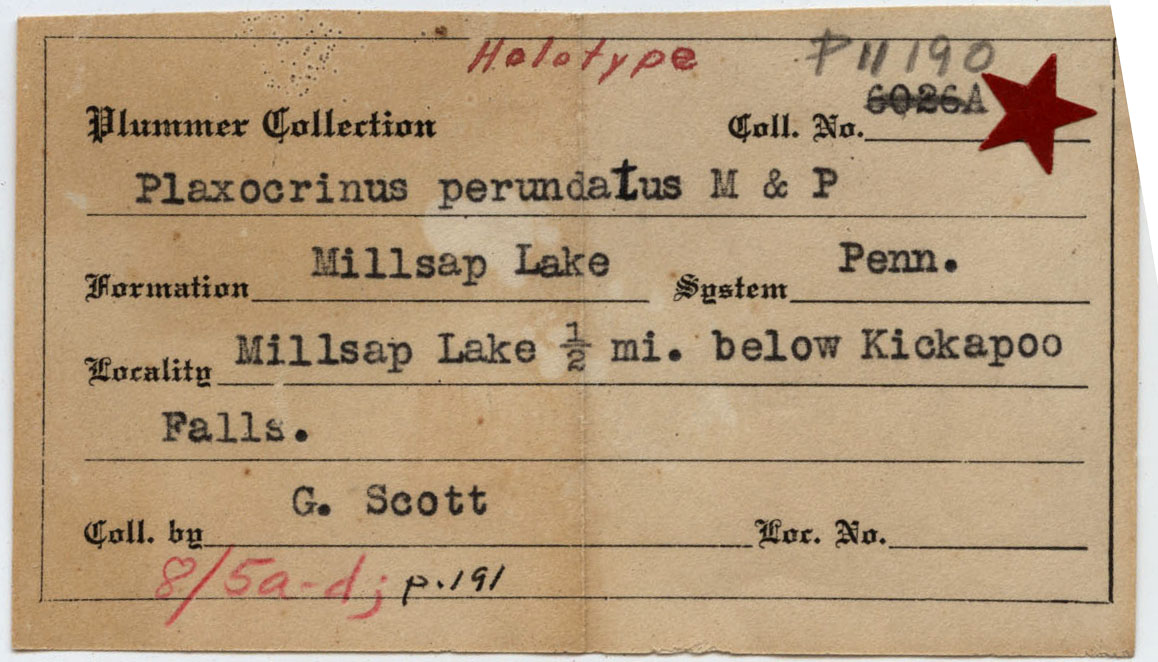 Holotype P11190
Plummer Collection Coll. No. 6026A
Plaxocrinus perundatus M & P
Formation Millsap Lake System Penn.
Locality Millsap Lake ½ mi. below Kickapoo
Falls.
Coll. by G. Scott Loc. No.
8/5a-d; p.191